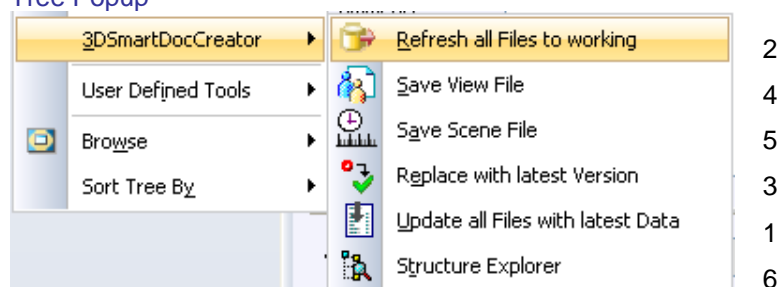 Tree Popup
3DSmartDocCreator
Refresh all Files to working 2
User Defined Tools
Save View File 4
Browse
Save Scene File 5
Sort Tree By
Replace with latest Version 3
Update all Files with latest Data 1
Structure Explorer 6